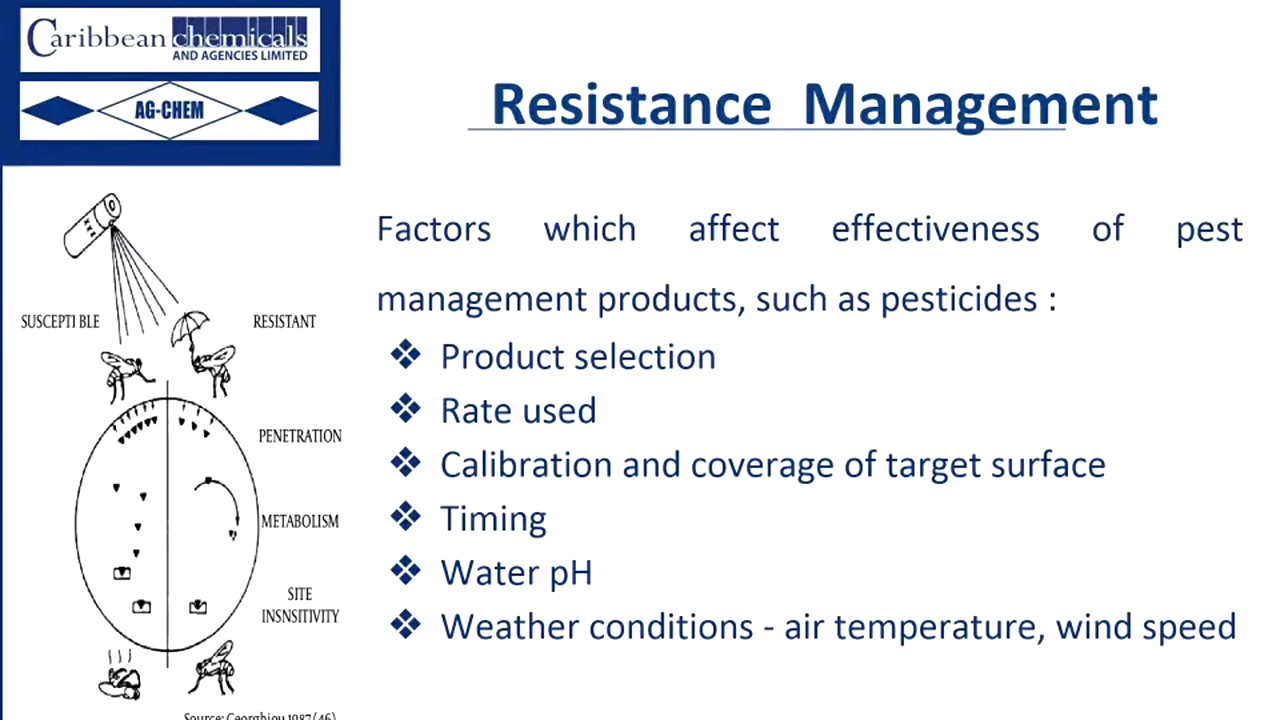 Caribbean chemicals
AND AGENCIES LIMITED
AG-CHEM
Resistance Management
Factors which affect effectiveness of pest
management products, such as pesticides :
❖ Product selection
❖ Rate used
❖ Calibration and coverage of target surface
❖ Timing
❖ Water pH
❖ Weather conditions - air temperature, wind speed
SUSCEPTI BLE
RESISTANT
PENETRATION
METABOLISM
SITE
INSNSITIVITY
Source: Georghiou 1987(46)